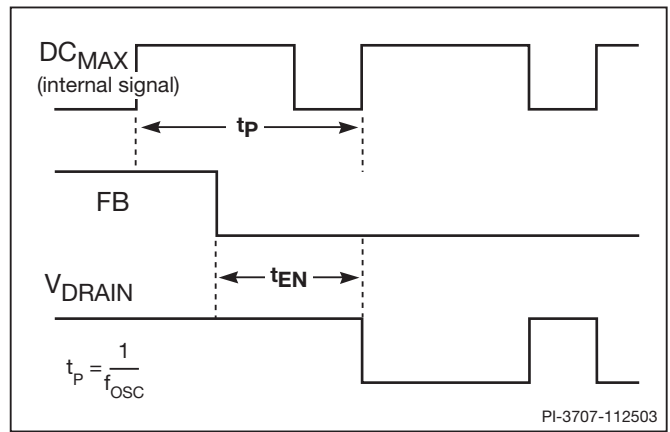 DCMAX
(internal signal)
tP
FB
tEN
VDRAIN
tP = 1/fOSC
PI-3707-112503